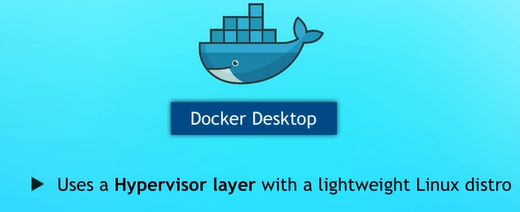 Docker Desktop
Uses a Hypervisor layer with a lightweight Linux distro